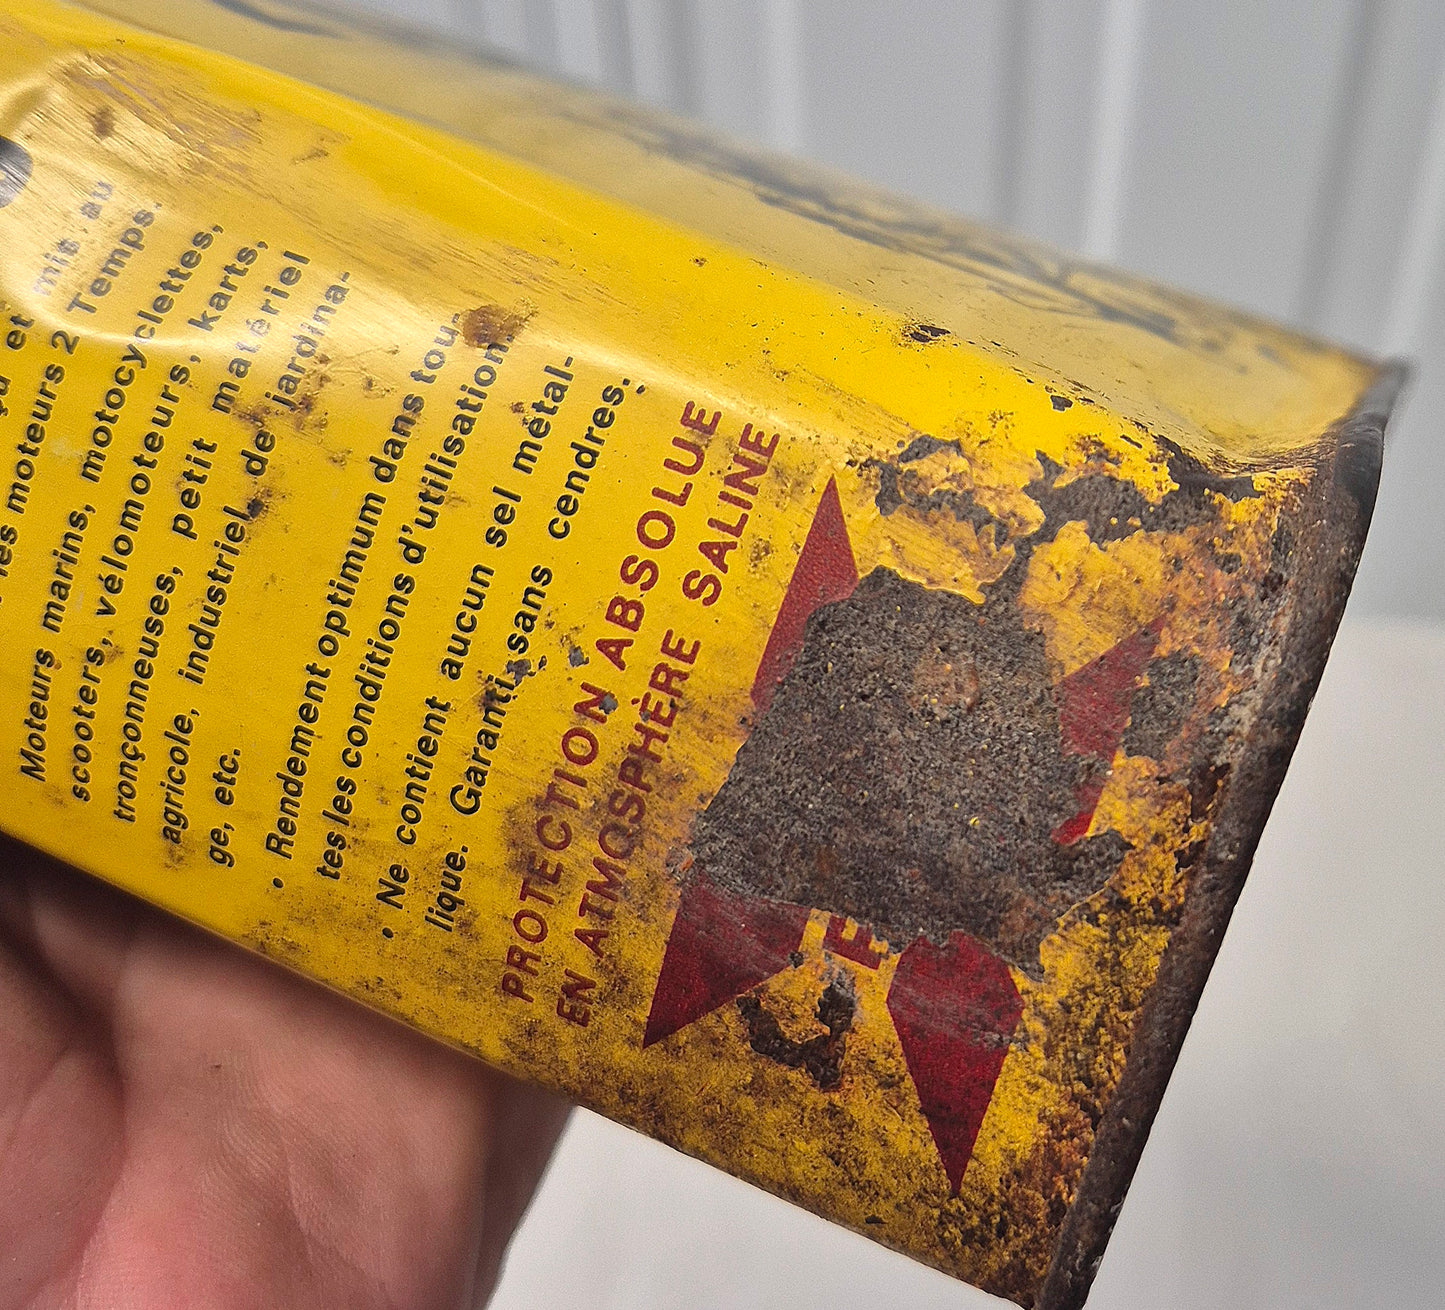 et mis au
les moteurs 2 Temps.
Moteurs marins, motocyclettes,
scooters, vélomoteurs, karts,
tronçonneuses, petit matériel
agricole, industriel, de jardina-
ge, etc.
• Rendement optimum dans tou-
tes les conditions d'utilisation.
• Ne contient aucun sel métal-
lique. Garanti sans cendres.
PROTECTION ABSOLUE
EN ATMOSPHÈRE SALINE
E